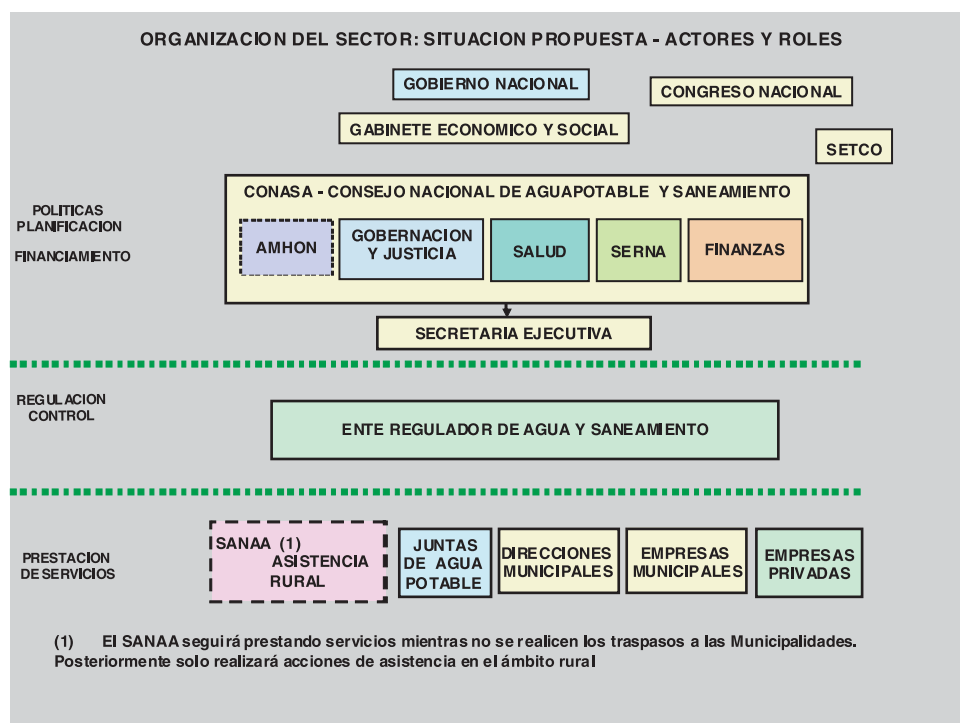 ORGANIZACION DEL SECTOR: SITUACION PROPUESTA - ACTORES Y ROLES
GOBIERNO NACIONAL
CONGRESO NACIONAL
GABINETE ECONOMICO Y SOCIAL
SETCO
CONASA - CONSEJO NACIONAL DE AGUAPOTABLE Y SANEAMIENTO
POLITICAS
PLANIFICACION
FINANCIAMIENTO
AMHON
GOBERNACION
Y JUSTICIA
SALUD
SERNA
FINANZAS
SECRETARIA EJECUTIVA
REGULACION
CONTROL
ENTE REGULADOR DE AGUA Y SANEAMIENTO
PRESTACION
DE SERVICIOS
SANAA (1)
ASISTENCIA
RURAL
JUNTAS
DE AGUA
POTABLE
DIRECCIONES
MUNICIPALES
EMPRESAS
MUNICIPALES
EMPRESAS
PRIVADAS
(1) El SANAA seguirá prestando servicios mientras no se realicen los traspasos a las Municipalidades.
Posteriormente solo realizará acciones de asistencia en el ámbito rural